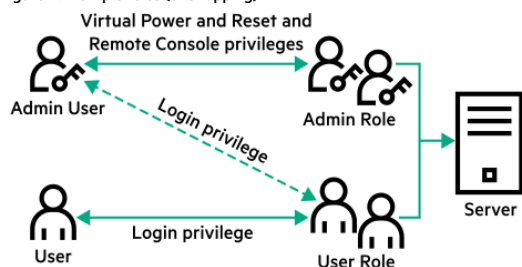 Virtual Power and Reset and
Remote Console privileges
Admin User
Admin Role
Login privilege
Server
Login privilege
User
User Role